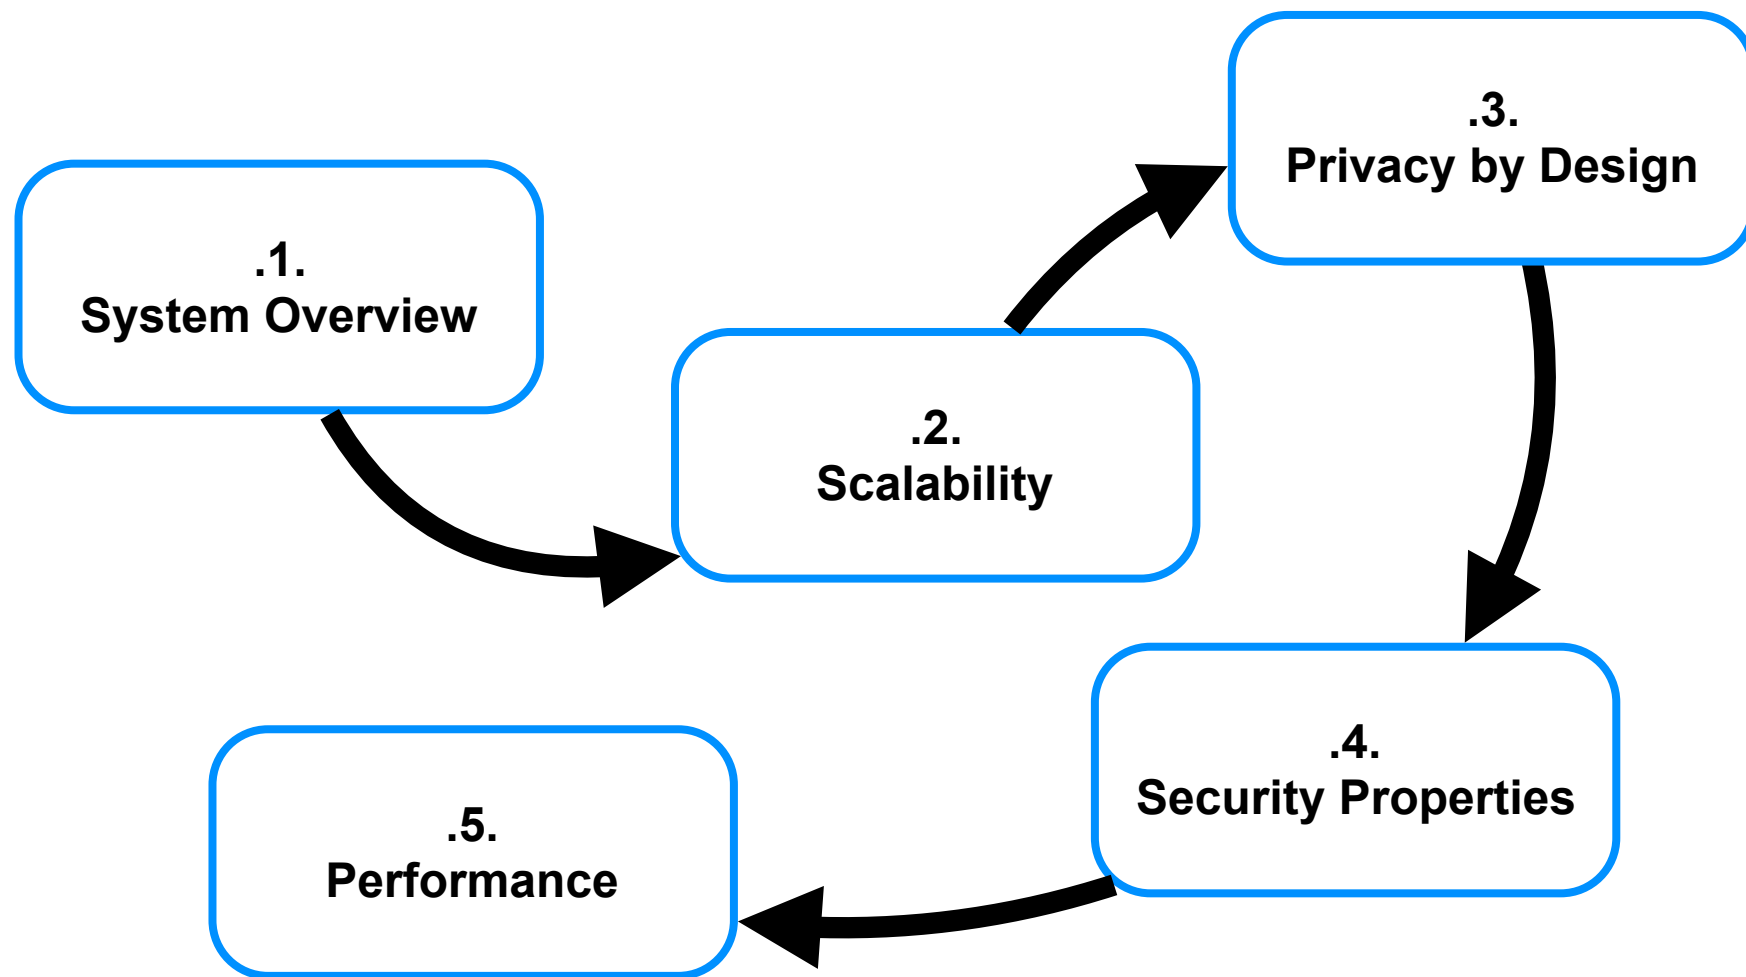 .1.
System Overview
.2.
Scalability
.3.
Privacy by Design
.4.
Security Properties
.5.
Performance